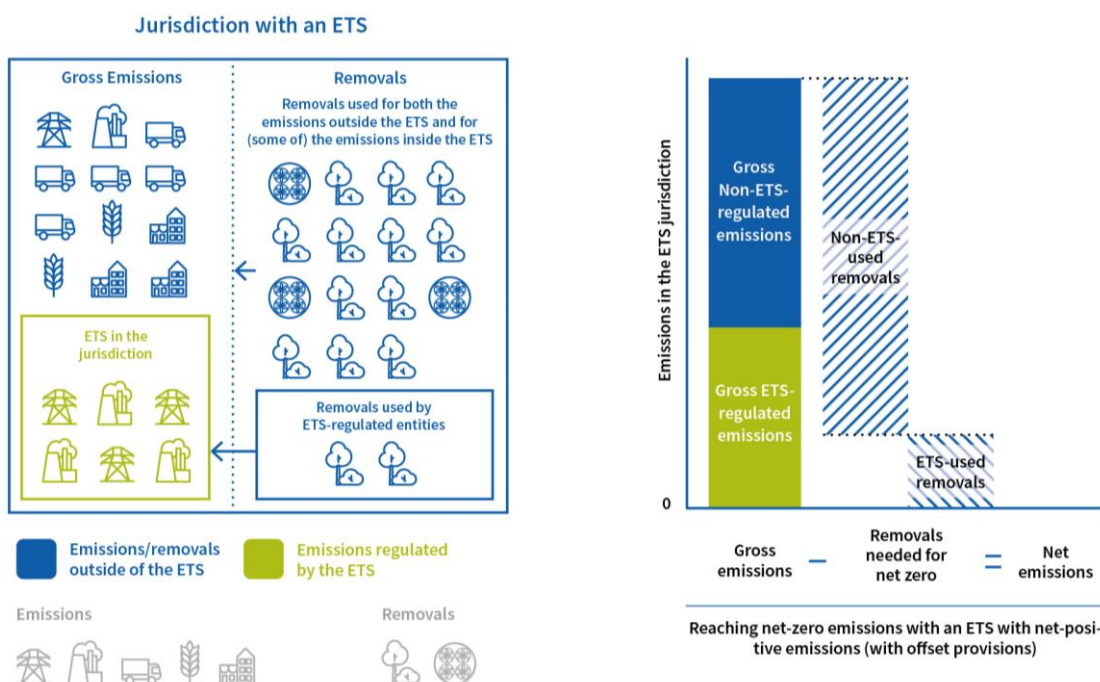 Jurisdiction with an ETS
Gross Emissions
Removals
Removals used for both the
emissions outside the ETS and for
(some of) the emissions inside the ETS
ETS in the
jurisdiction
Removals used by
ETS-regulated entities
Emissions/removals
outside of the ETS
Emissions regulated
by the ETS
Emissions
Removals
Emissions in the ETS jurisdiction
0
Gross
Non-ETS-
regulated
emissions
Gross ETS-
regulated
emissions
Non-ETS-
used
removals
ETS-used
removals
Gross
emissions
–
Removals
needed for
net zero
=
Net
emissions
Reaching net-zero emissions with an ETS with net-posi-
tive emissions (with offset provisions)